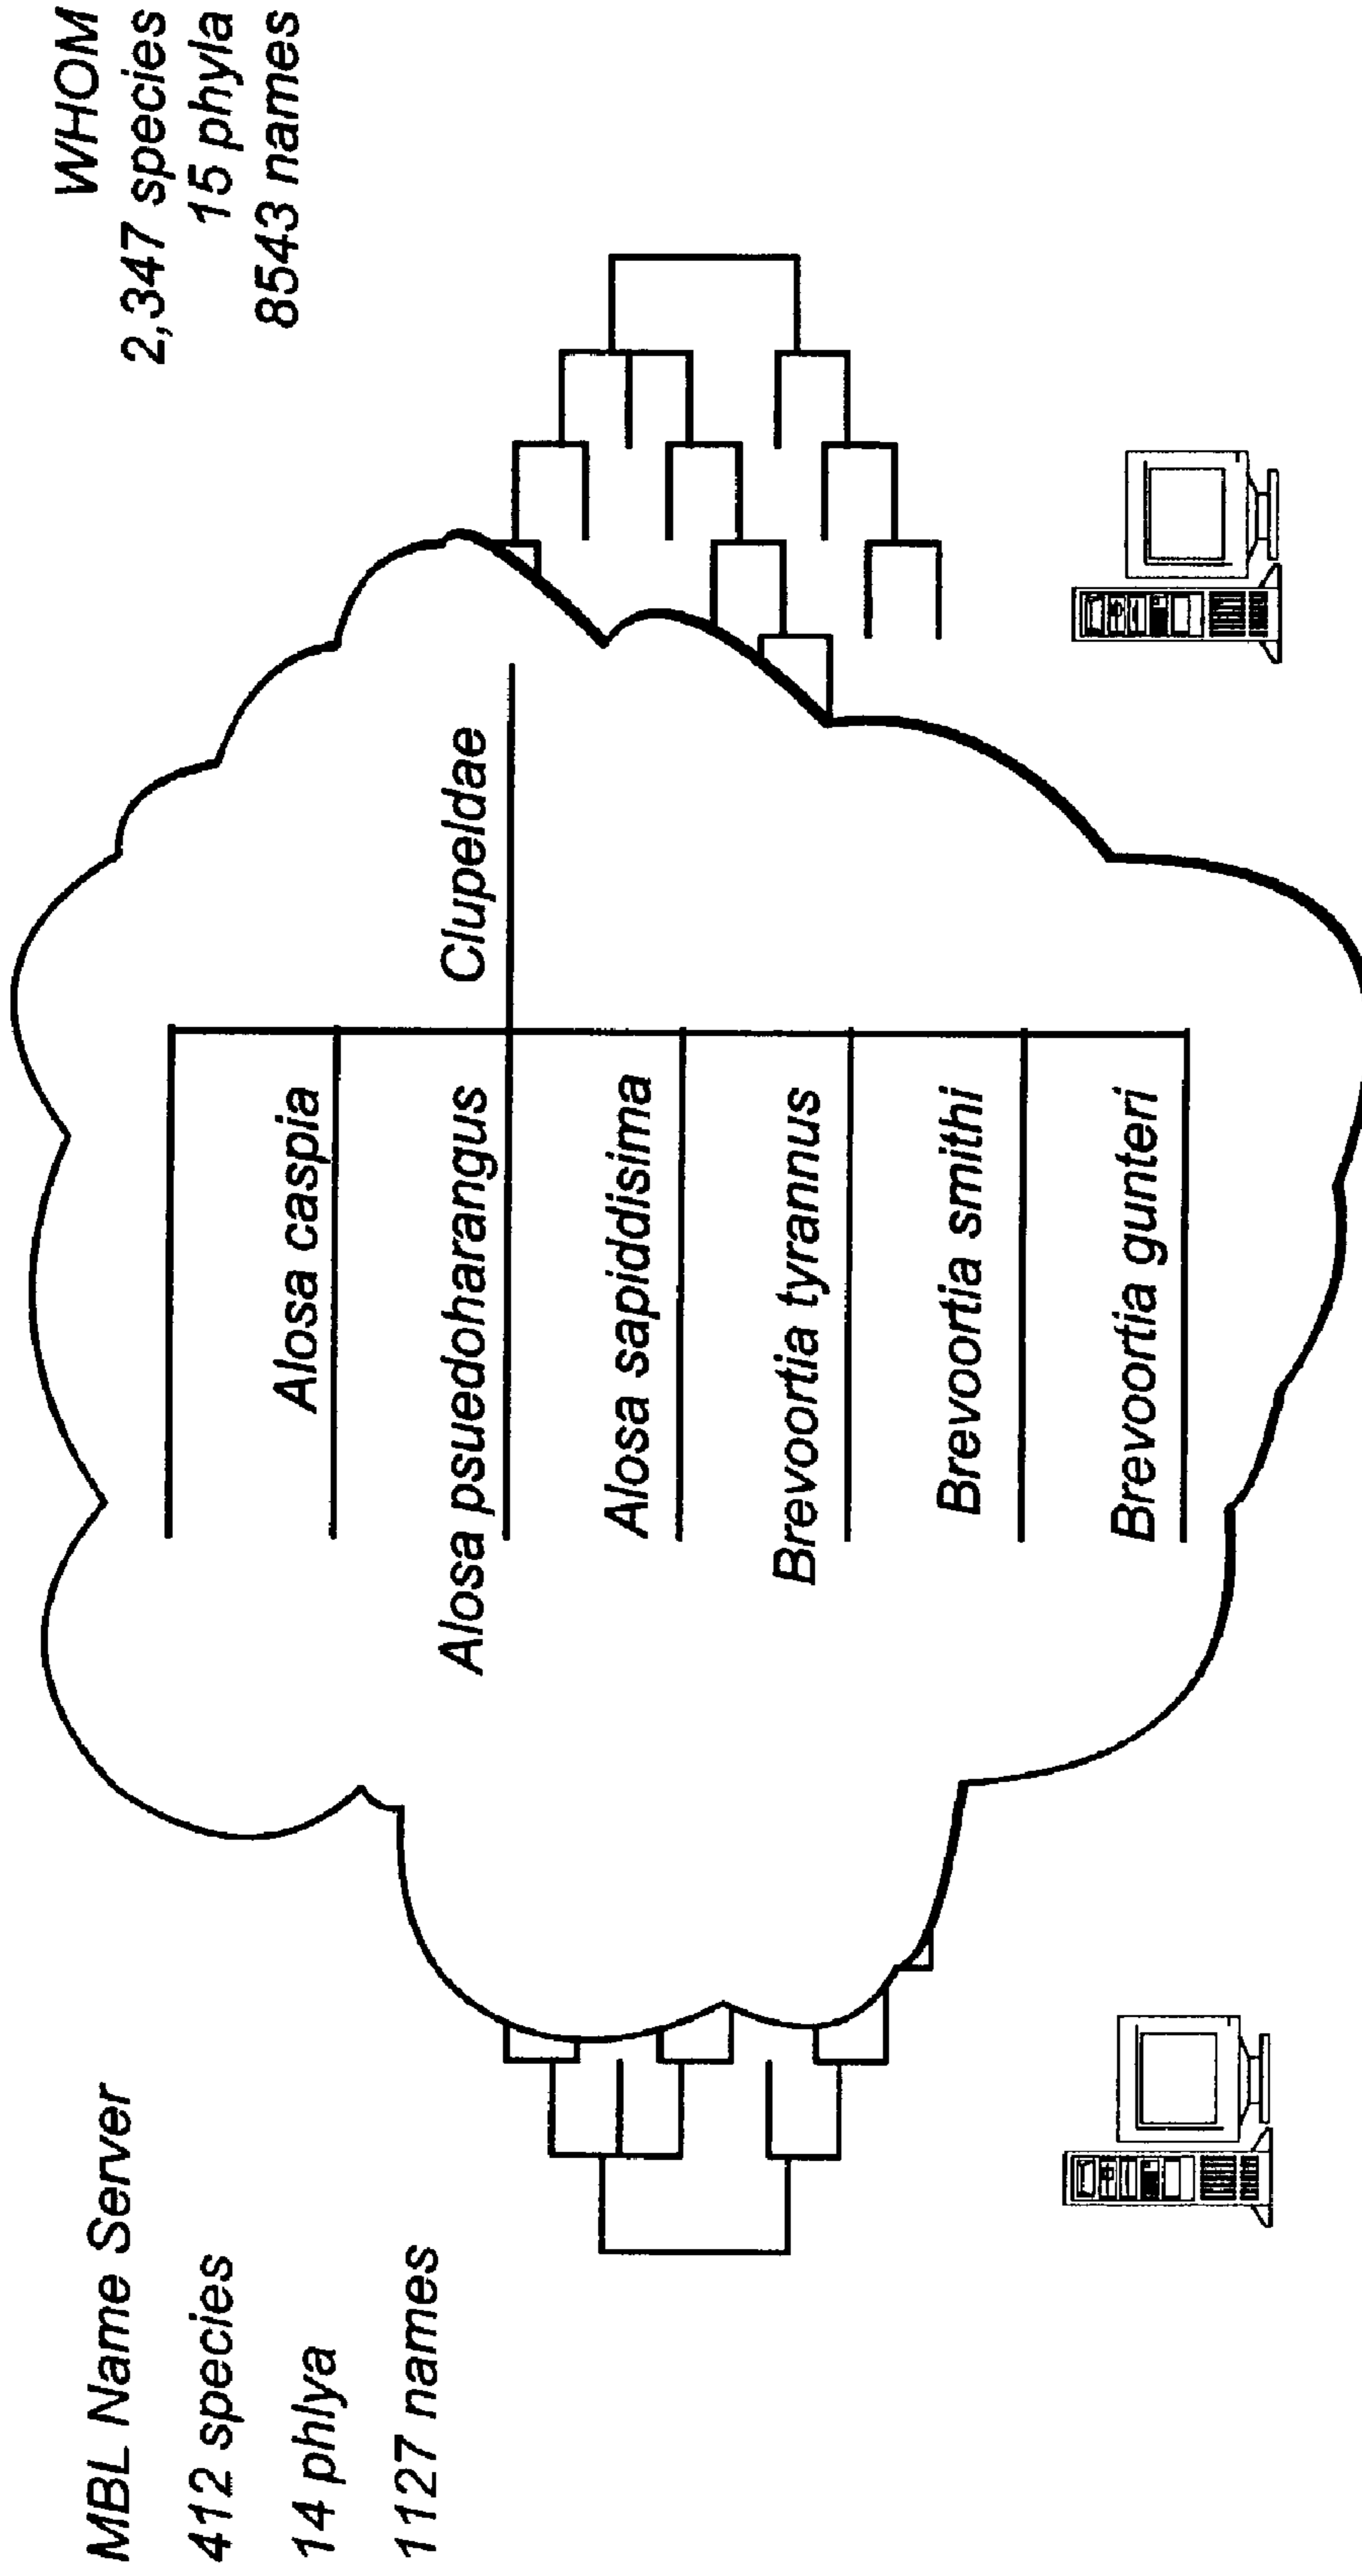 MBL Name Server
412 species
14 phlya
1127 names
WHOM
2,347 species
15 phyla
8543 names
Clupeldae
Alosa caspia
Alosa psuedoharangus
Alosa sapiddisima
Brevoortia tyrannus
Brevoortia smithi
Brevoortia gunteri